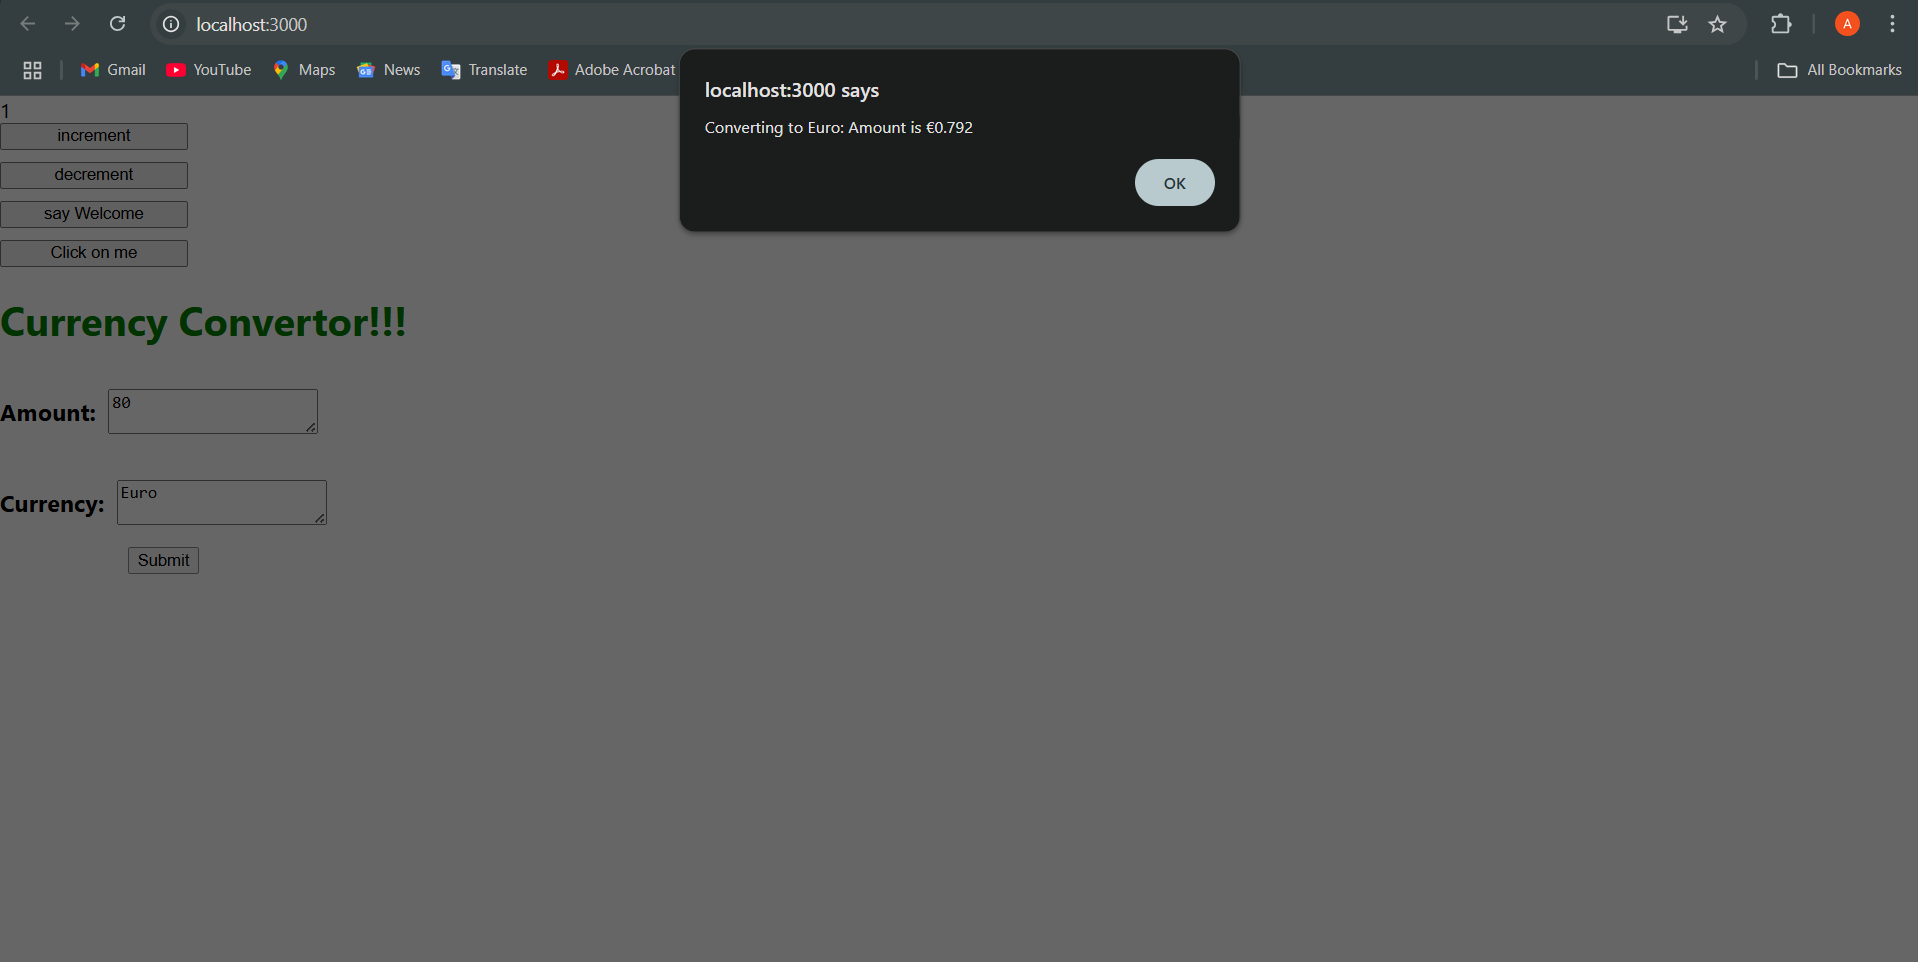 localhost:3000
A
Gmail YouTube Maps News Translate Adobe Acrobat All Bookmarks
localhost:3000 says
Converting to Euro: Amount is €0.792
OK
1
increment
decrement
say Welcome
Click on me
Currency Convertor!!!
Amount: 80
Currency: Euro
Submit